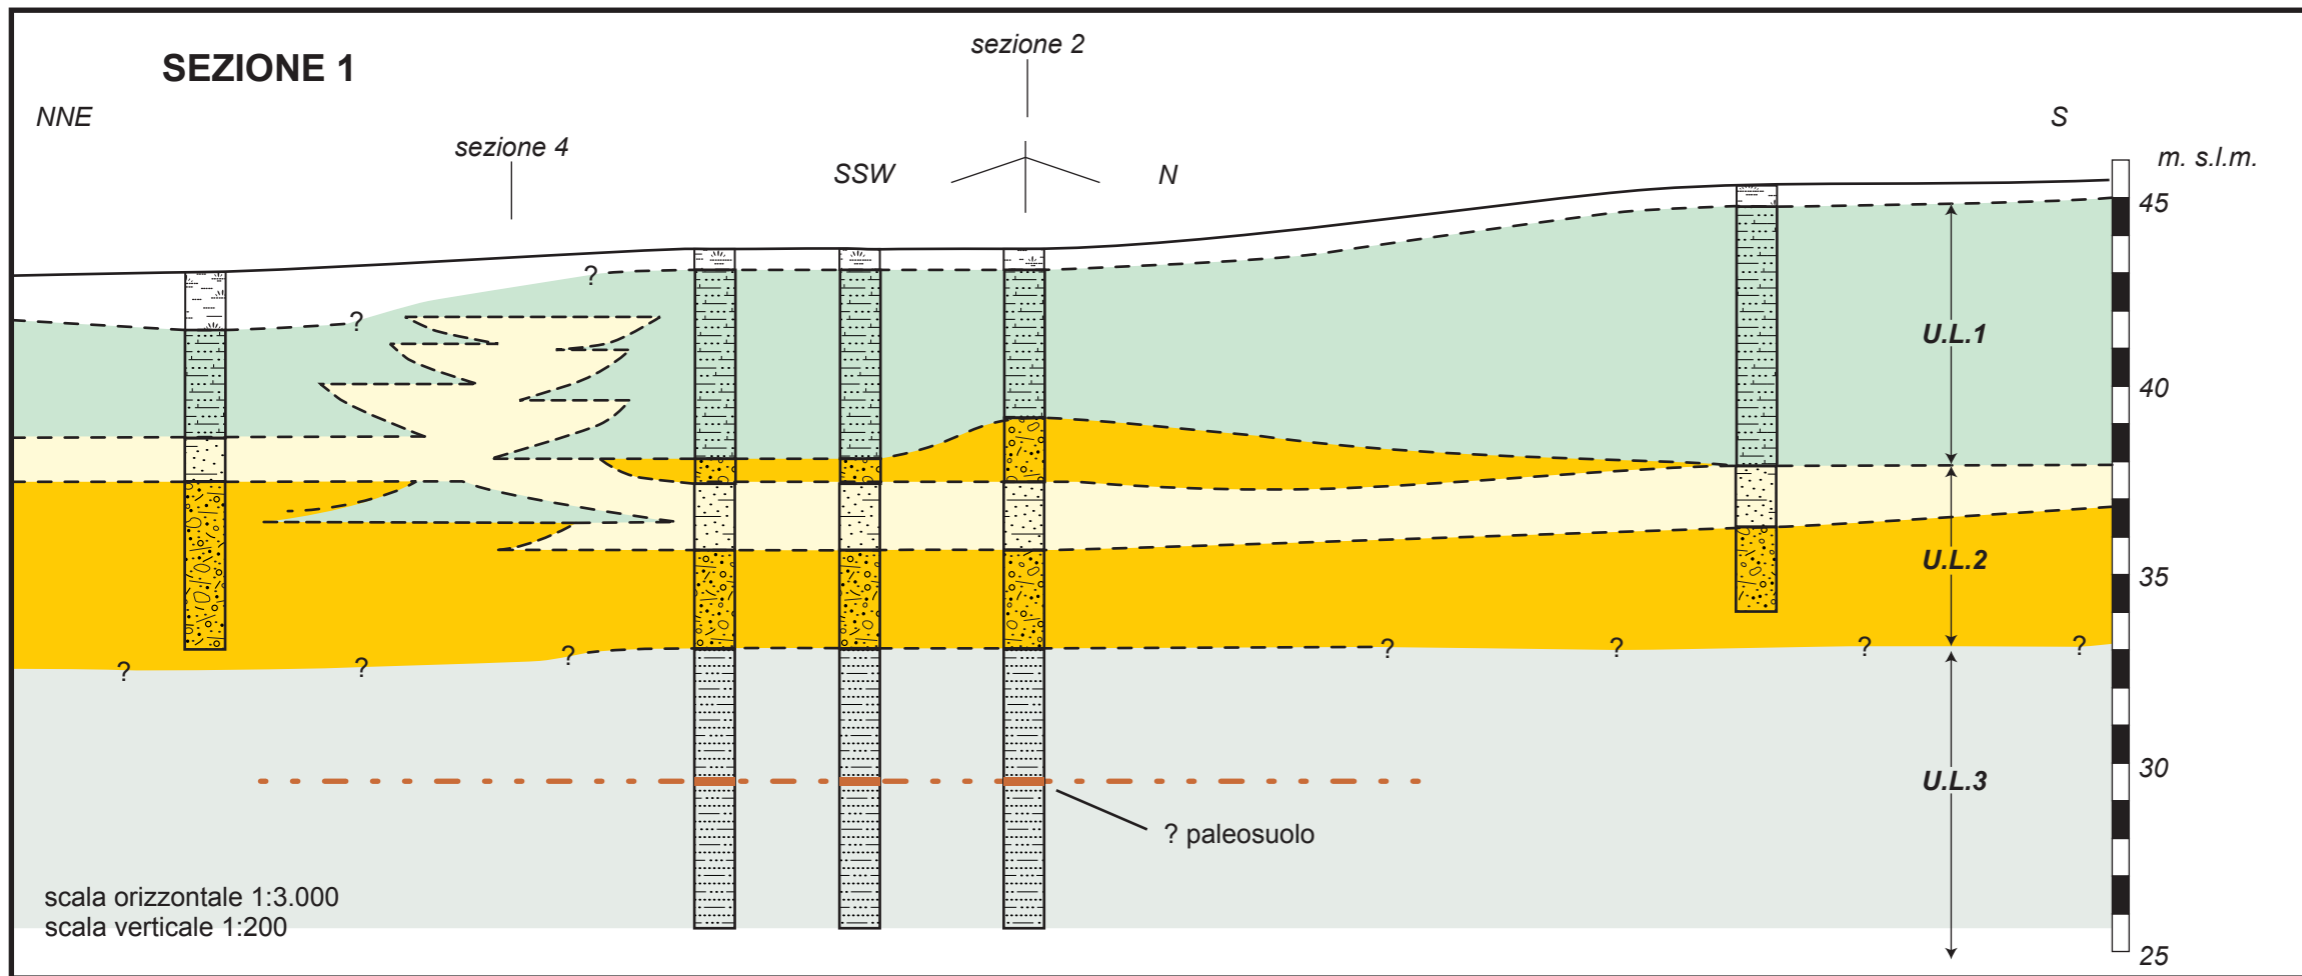 sezione 2
SEZIONE 1
NNE
S
sezione 4
m. s.l.m.
SSW
N
45
?
?
U.L.1
40
35
U.L.2
?
?
?
?
?
?
?
30
U.L.3
? paleosuolo
scala orizzontale 1:3.000
scala verticale 1:200
25